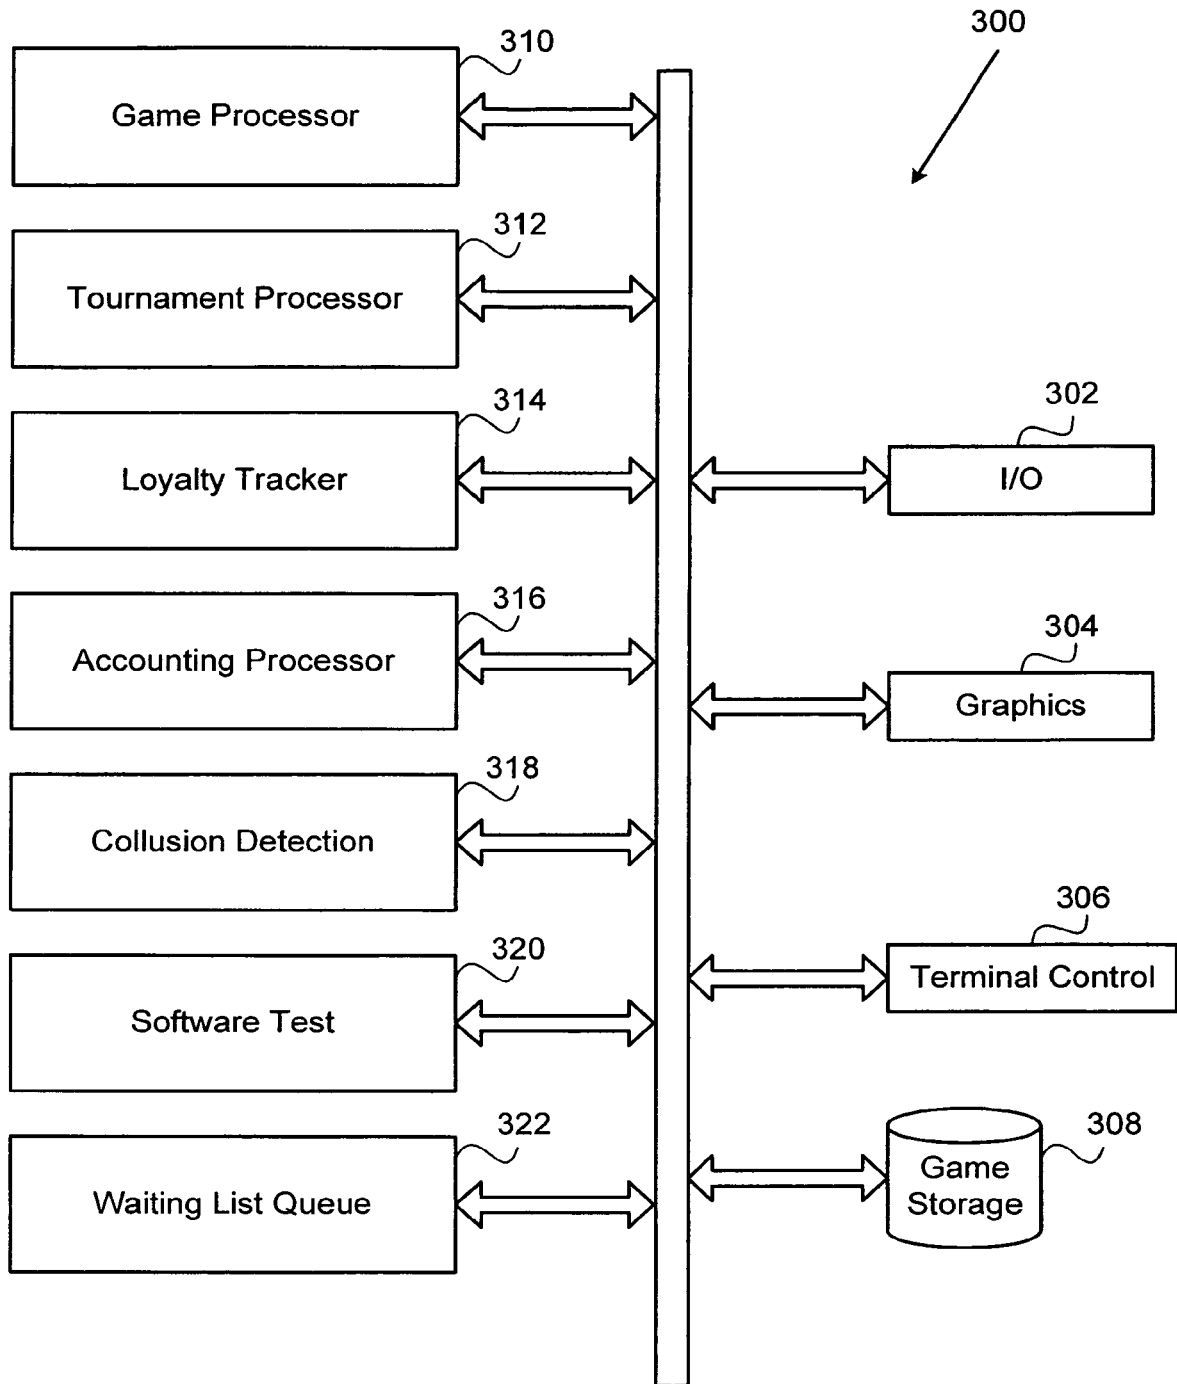 300
310
Game Processor
312
Tournament Processor
314
Loyalty Tracker
316
Accounting Processor
318
Collusion Detection
320
Software Test
322
Waiting List Queue
302
I/O
304
Graphics
306
Terminal Control
308
Game
Storage